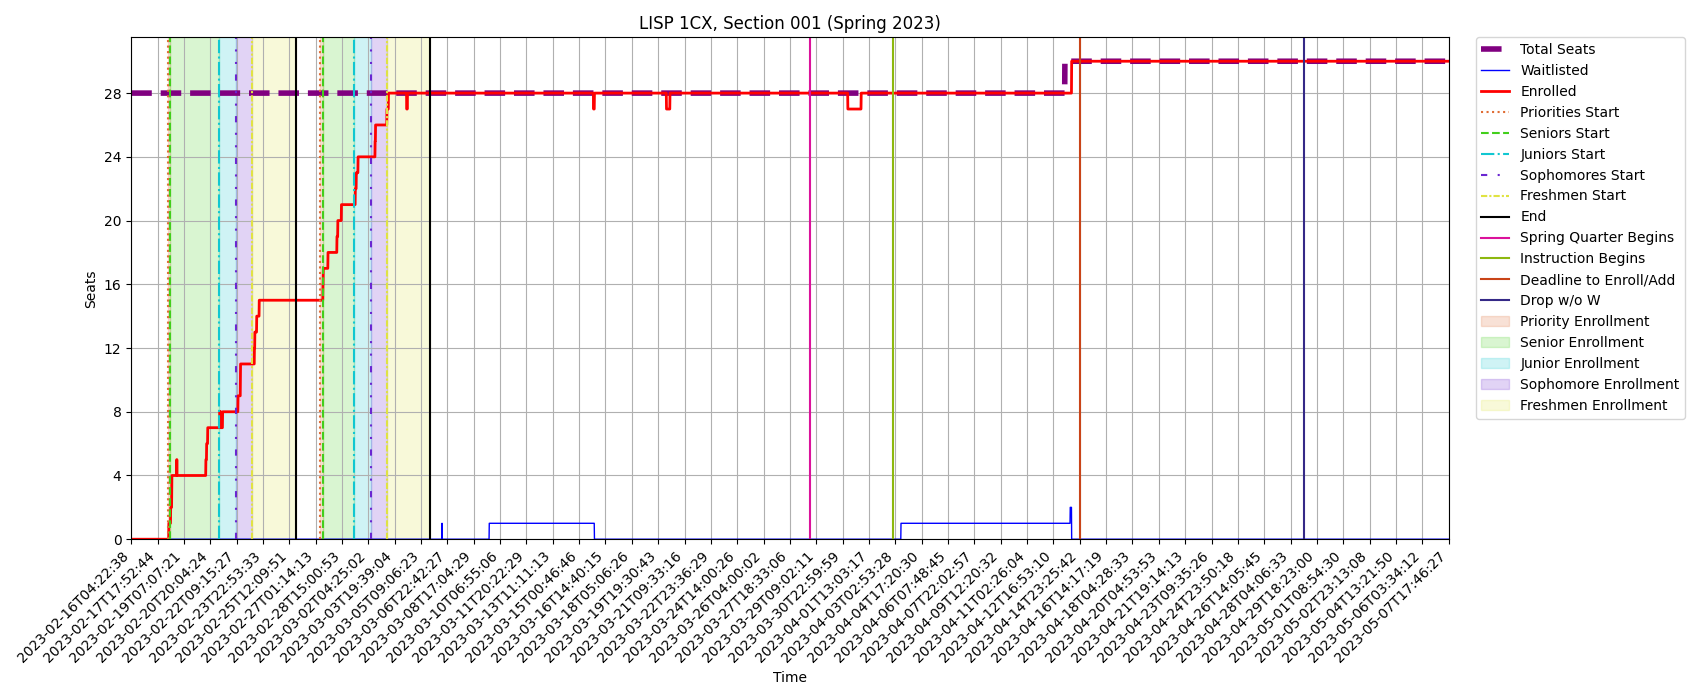 LISP 1CX, Section 001 (Spring 2023)
Seats
28
24
20
16
12
8
4
0
2023-02-16T04:22:38
2023-02-17T17:52:44
2023-02-19T07:07:21
2023-02-20T20:04:24
2023-02-22T09:15:27
2023-02-23T22:53:33
2023-02-25T12:09:51
2023-02-27T01:14:13
2023-02-28T15:00:53
2023-03-02T04:25:02
2023-03-03T19:39:04
2023-03-05T09:06:23
2023-03-06T22:42:27
2023-03-08T17:04:29
2023-03-10T06:55:06
2023-03-11T20:22:29
2023-03-13T11:11:13
2023-03-15T00:46:46
2023-03-16T14:40:15
2023-03-18T05:06:26
2023-03-19T19:30:43
2023-03-21T09:33:16
2023-03-22T23:36:29
2023-03-24T14:00:26
2023-03-26T04:00:02
2023-03-27T18:33:06
2023-03-29T09:02:11
2023-03-30T22:59:59
2023-04-01T13:03:17
2023-04-03T02:53:28
2023-04-04T17:20:30
2023-04-06T07:48:45
2023-04-07T22:02:57
2023-04-09T12:20:32
2023-04-11T02:26:04
2023-04-12T16:53:10
2023-04-14T23:25:42
2023-04-16T14:17:19
2023-04-18T04:28:33
2023-04-20T04:53:53
2023-04-21T19:14:13
2023-04-23T09:35:26
2023-04-24T23:50:18
2023-04-26T14:05:45
2023-04-28T04:06:33
2023-04-29T18:23:00
2023-05-01T08:54:30
2023-05-02T23:13:08
2023-05-04T13:21:50
2023-05-06T03:34:12
2023-05-07T17:46:27
Time
Total Seats
Waitlisted
Enrolled
Priorities Start
Seniors Start
Juniors Start
Sophomores Start
Freshmen Start
End
Spring Quarter Begins
Instruction Begins
Deadline to Enroll/Add
Drop w/o W
Priority Enrollment
Senior Enrollment
Junior Enrollment
Sophomore Enrollment
Freshmen Enrollment